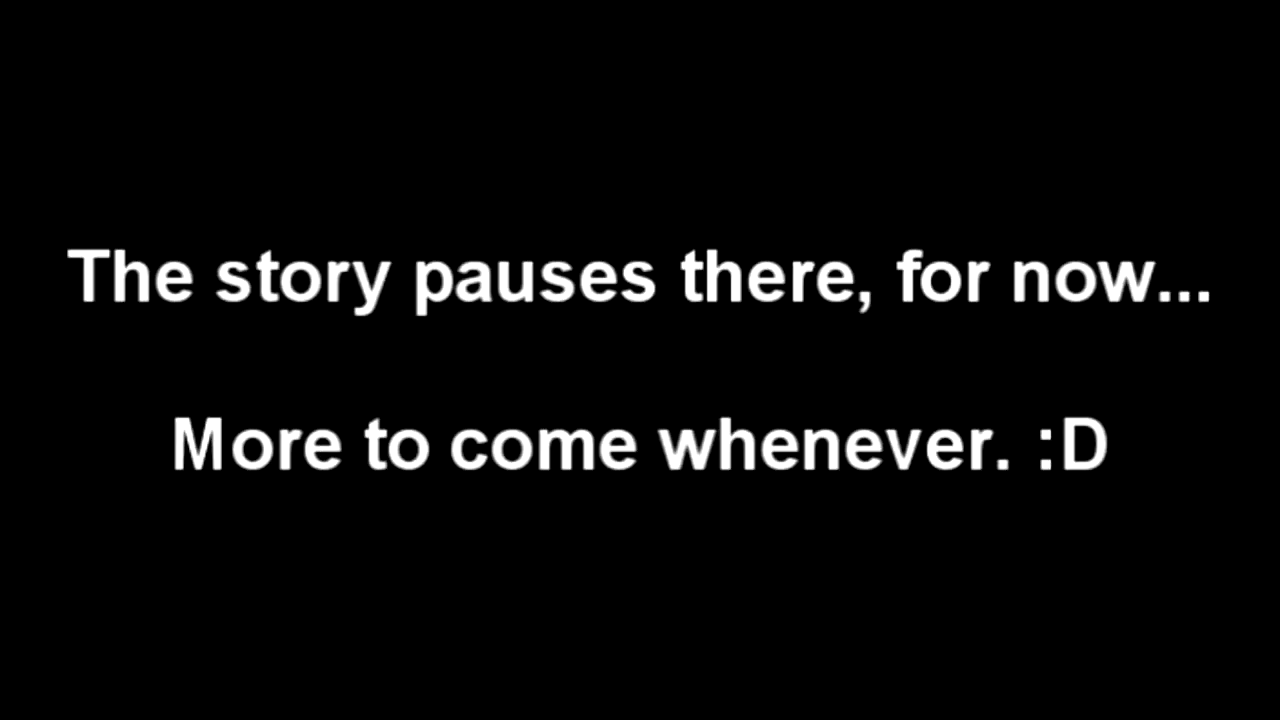 The story pauses there, for now...
More to come whenever. :D